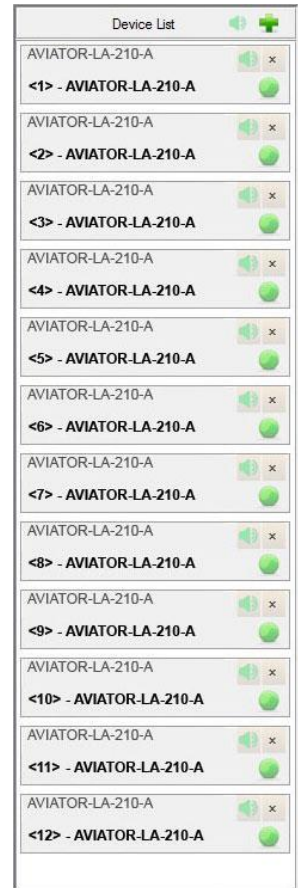 Device List
AVIATOR-LA-210-A
<1> - AVIATOR-LA-210-A
AVIATOR-LA-210-A
<2> - AVIATOR-LA-210-A
AVIATOR-LA-210-A
<3> - AVIATOR-LA-210-A
AVIATOR-LA-210-A
<4> - AVIATOR-LA-210-A
AVIATOR-LA-210-A
<5> - AVIATOR-LA-210-A
AVIATOR-LA-210-A
<6> - AVIATOR-LA-210-A
AVIATOR-LA-210-A
<7> - AVIATOR-LA-210-A
AVIATOR-LA-210-A
<8> - AVIATOR-LA-210-A
AVIATOR-LA-210-A
<9> - AVIATOR-LA-210-A
AVIATOR-LA-210-A
<10> - AVIATOR-LA-210-A
AVIATOR-LA-210-A
<11> - AVIATOR-LA-210-A
AVIATOR-LA-210-A
<12> - AVIATOR-LA-210-A